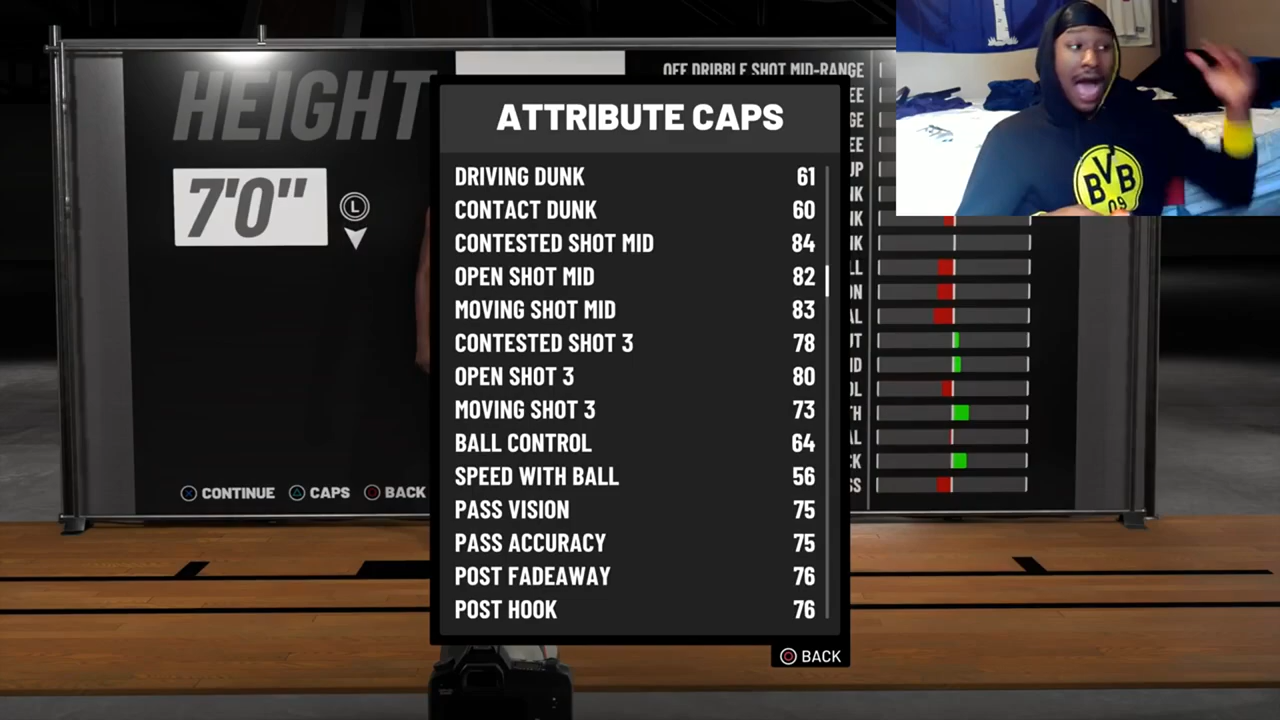 HEIGHT
7'0"
L
CONTINUE CAPS BACK
ATTRIBUTE CAPS
DRIVING DUNK 61
CONTACT DUNK 60
CONTESTED SHOT MID 84
OPEN SHOT MID 82
MOVING SHOT MID 83
CONTESTED SHOT 3 78
OPEN SHOT 3 80
MOVING SHOT 3 73
BALL CONTROL 64
SPEED WITH BALL 56
PASS VISION 75
PASS ACCURACY 75
POST FADEAWAY 76
POST HOOK 76
BACK
OFF DRIBBLE SHOT MID-RANGE
BVB
09